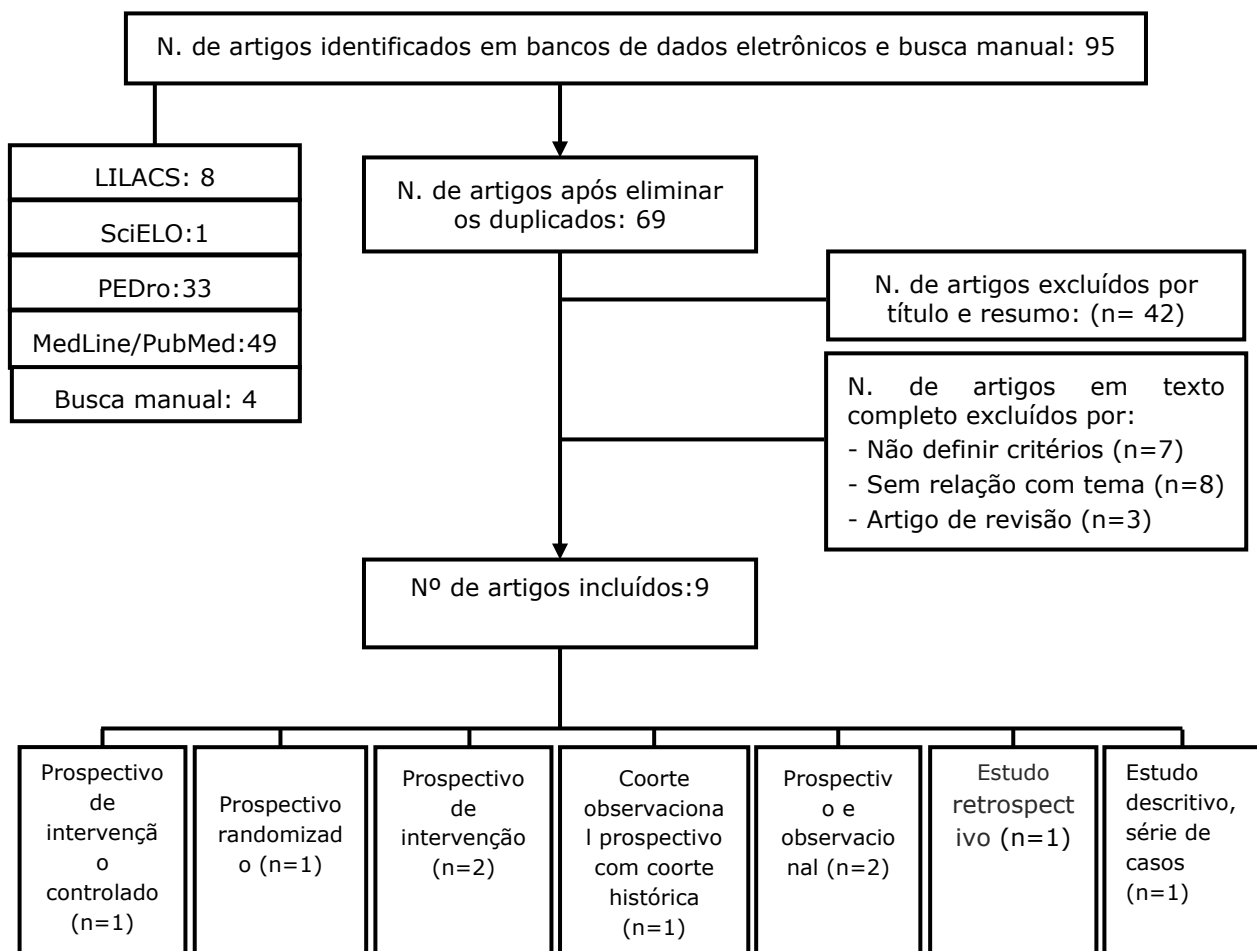 N. de artigos identificados em bancos de dados eletrônicos e busca manual: 95
LILACS: 8
SciELO:1
PEDro:33
MedLine/PubMed:49
Busca manual: 4
N. de artigos após eliminar
os duplicados: 69
N. de artigos excluídos por
título e resumo: (n= 42)
N. de artigos em texto
completo excluídos por:
- Não definir critérios (n=7)
- Sem relação com tema (n=8)
- Artigo de revisão (n=3)
Nº de artigos incluídos:9
Prospectivo
de
intervençã
o
controlado
(n=1)
Prospectivo
randomizad
o (n=1)
Prospectivo
de
intervenção
(n=2)
Coorte
observaciona
l prospectivo
com coorte
histórica
(n=1)
Prospectiv
o e
observacio
nal (n=2)
Estudo
retrospect
ivo (n=1)
Estudo
descritivo,
série de
casos
(n=1)